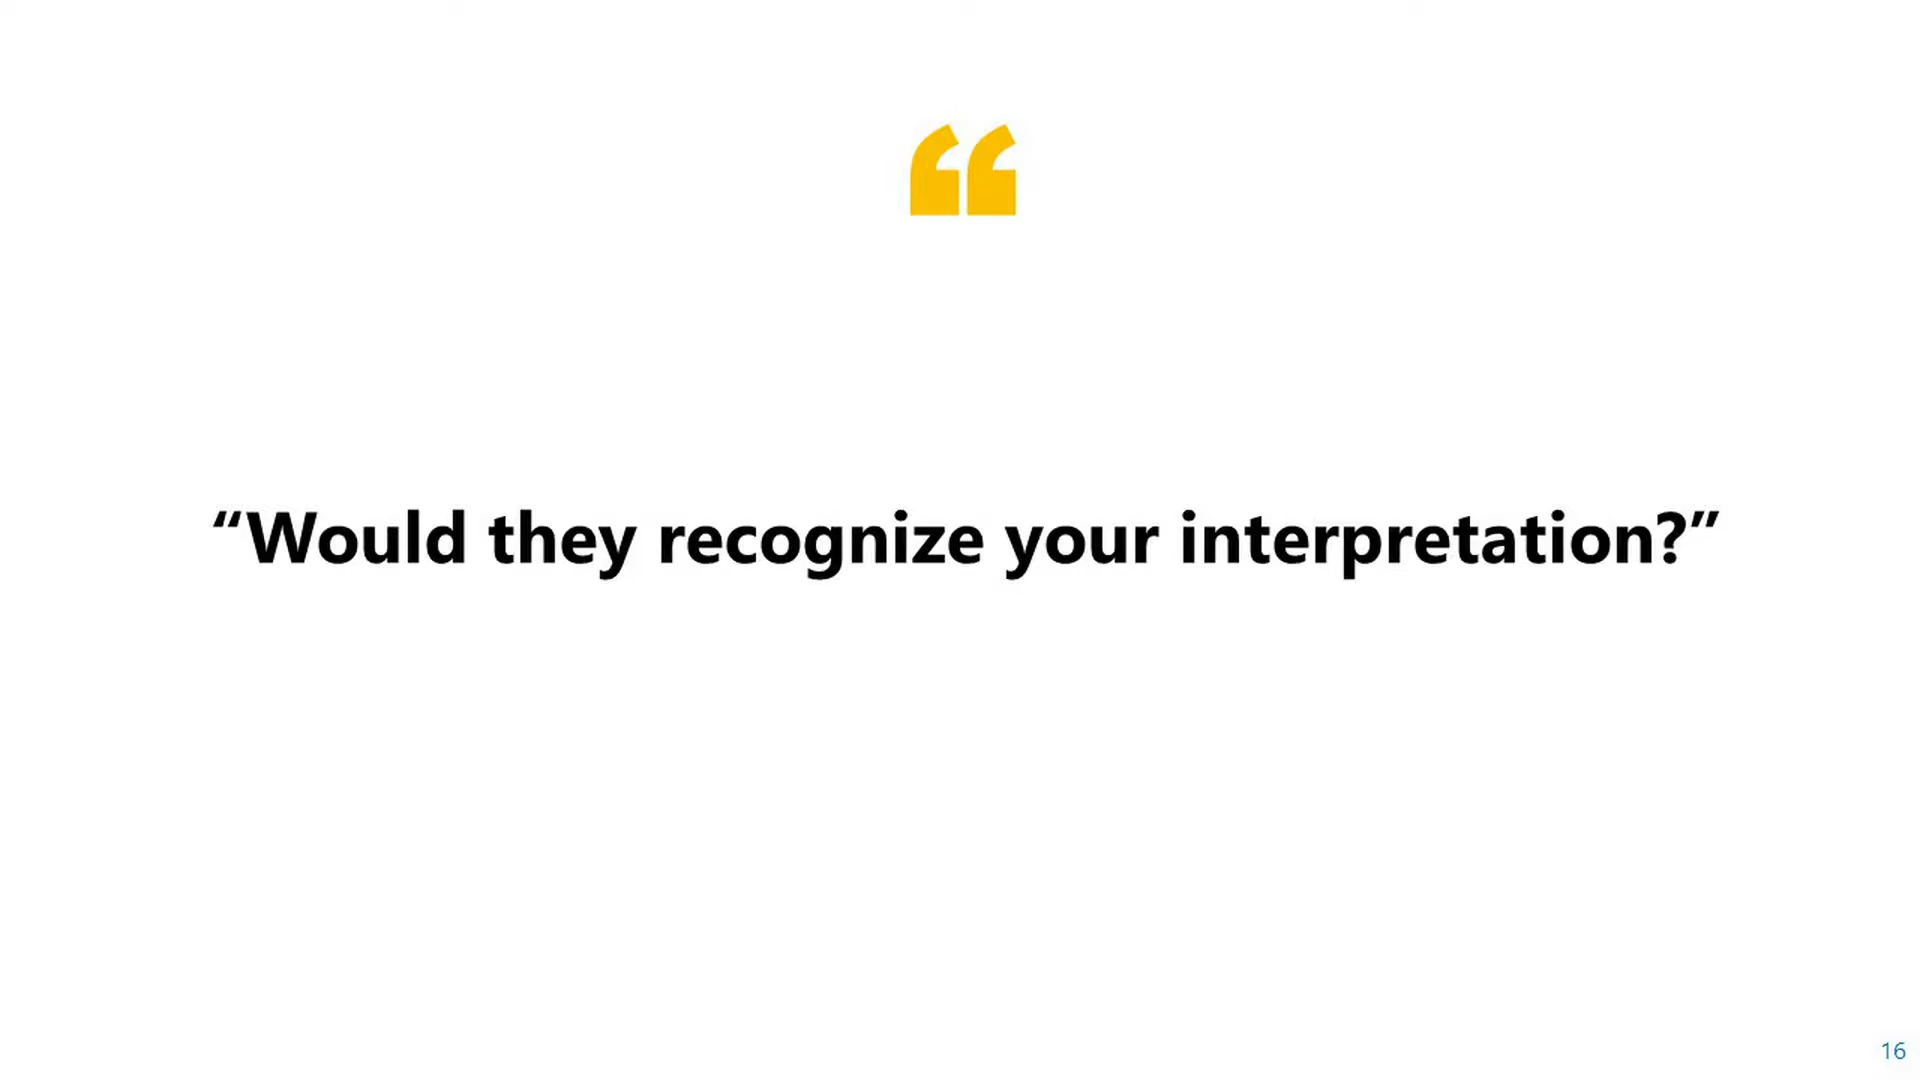 “
“Would they recognize your interpretation?”
16